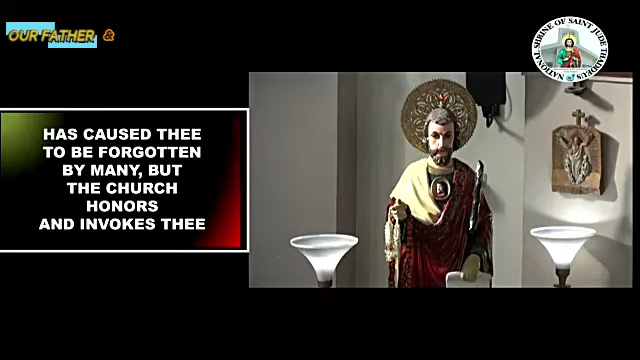 OUR FATHER &
NATIONAL SHRINE OF SAINT JUDE THADDEUS
HAS CAUSED THEE
TO BE FORGOTTEN
BY MANY, BUT
THE CHURCH
HONORS
AND INVOKES THEE